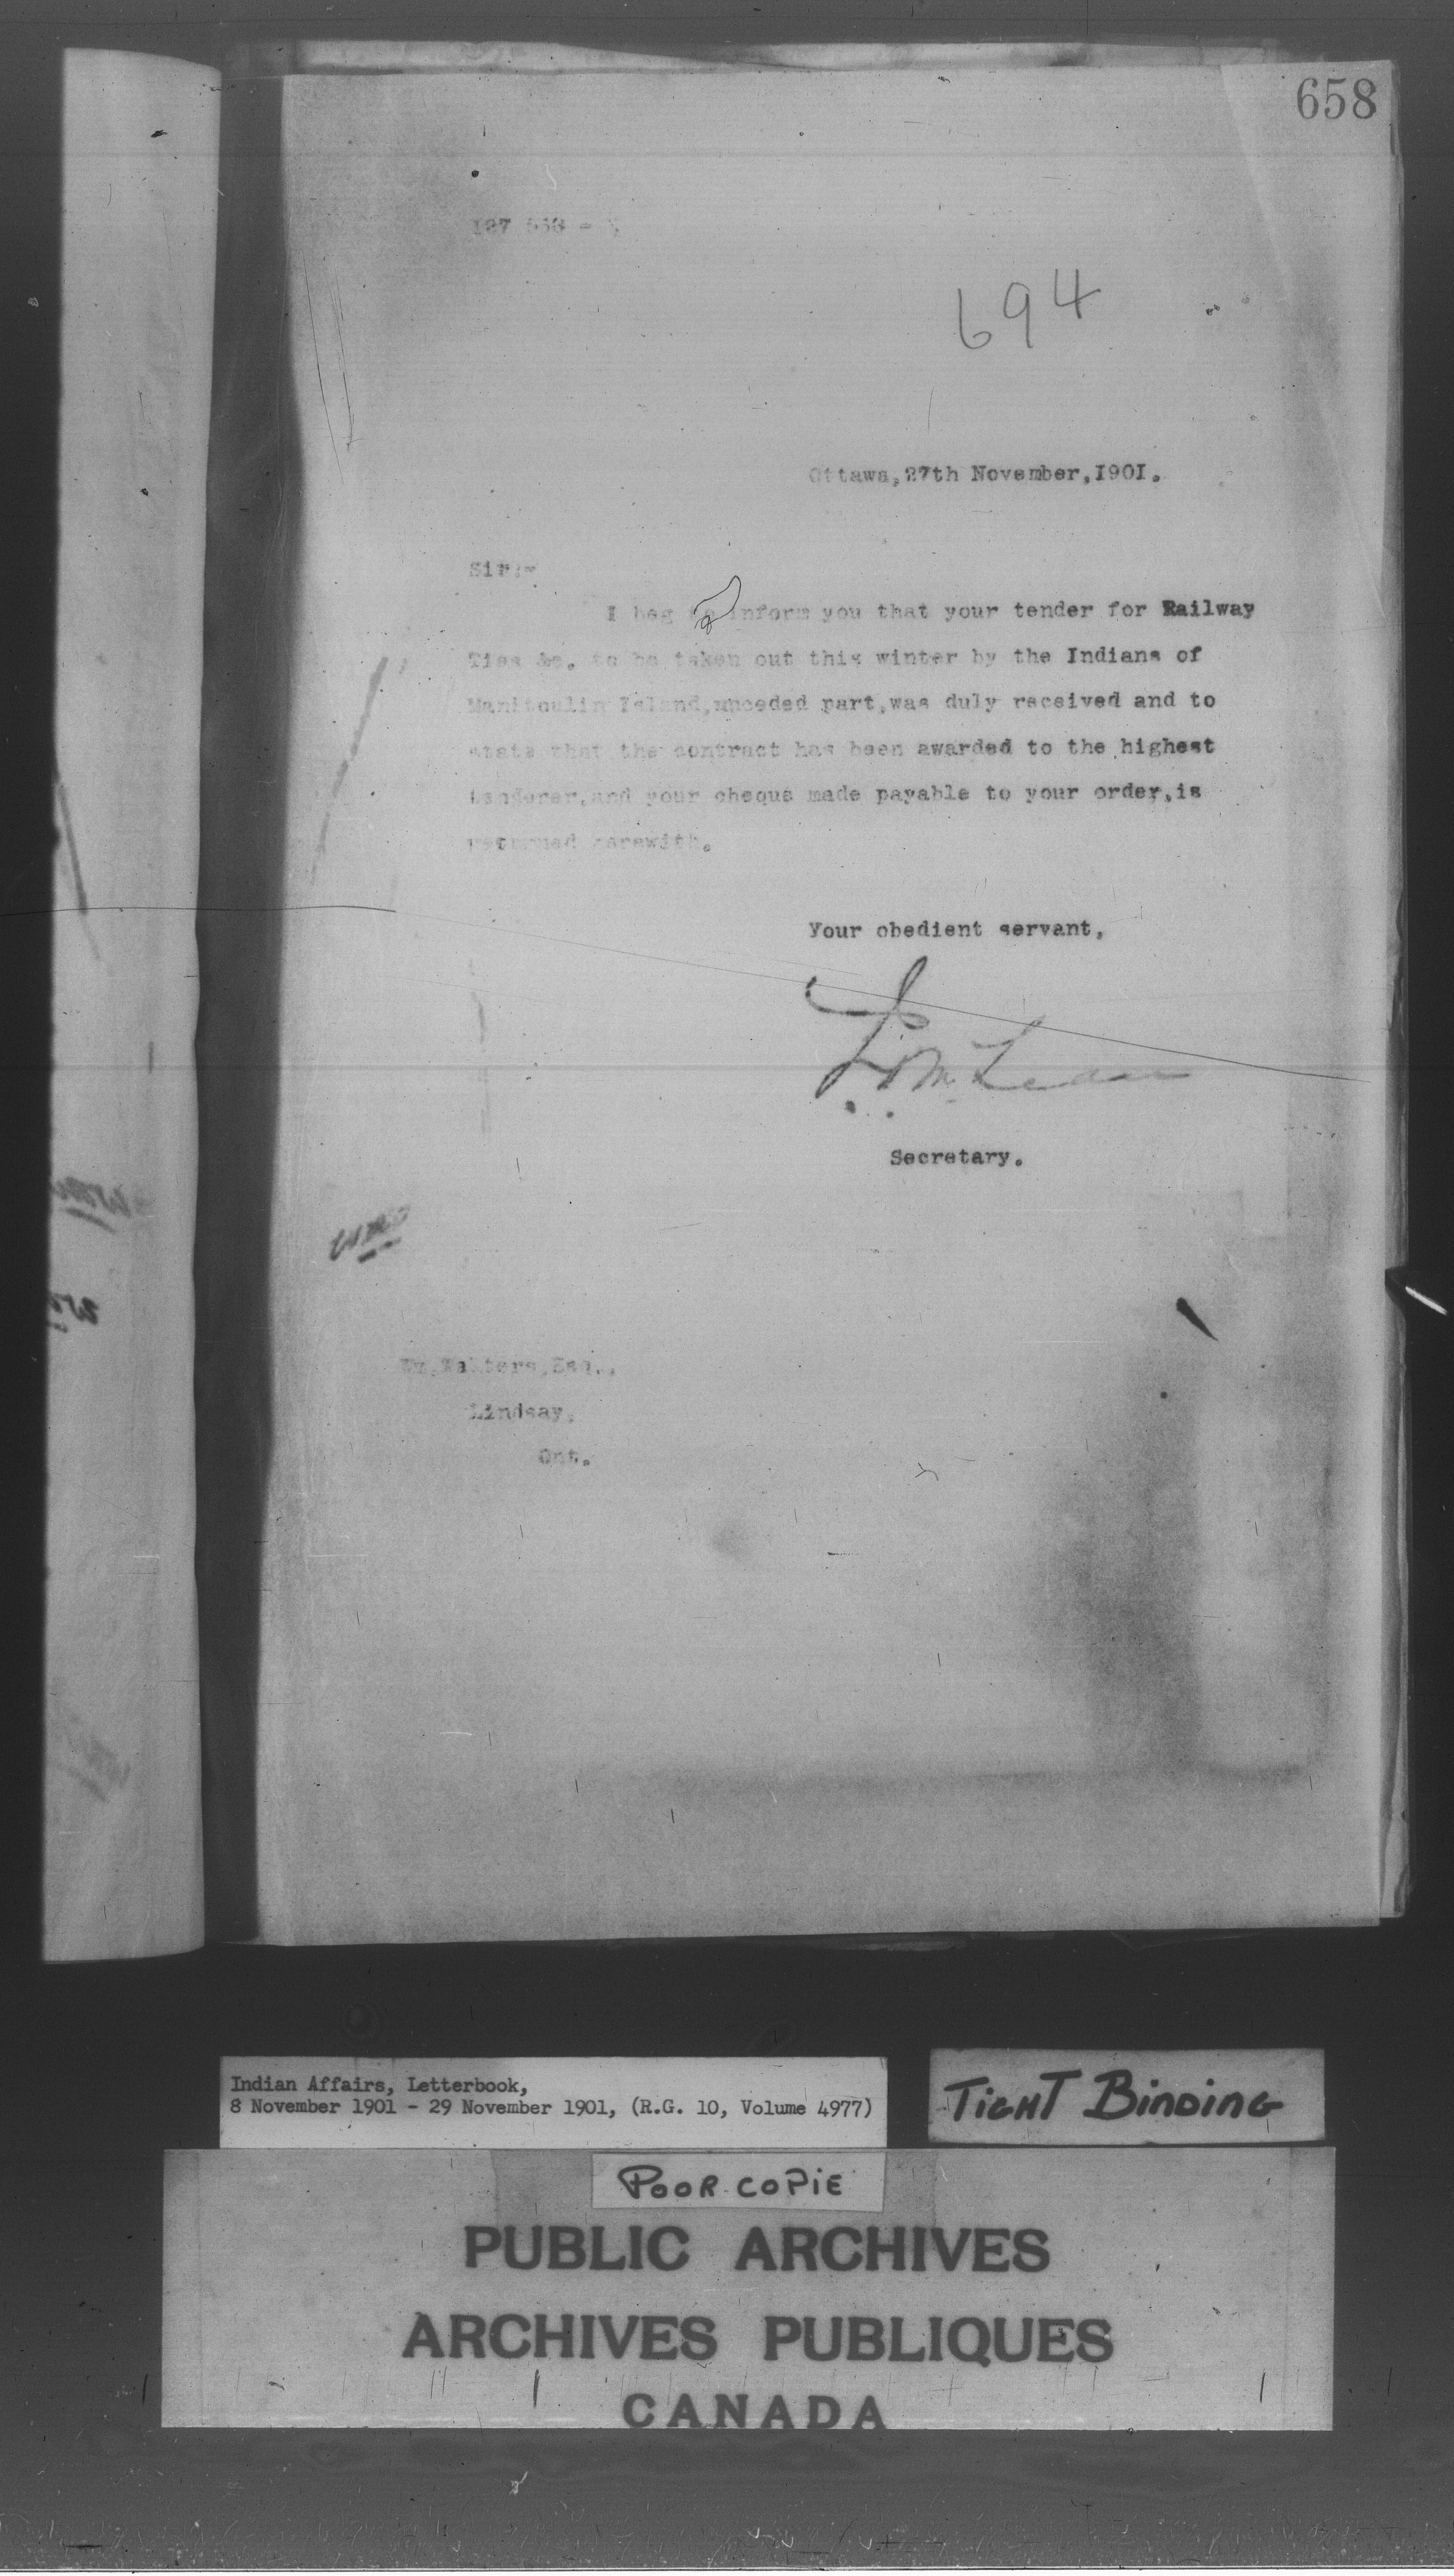 658
694
Ottawa,27th November,1901.
Sir:-
I beg to inform you that your tender for Railway
Ties &c. to be taken out this winter by the Indians of
Manitoulin Island,unceded part,was duly received and to
state that the contract has been awarded to the highest
tenderer,and your cheque made payable to your order,is
returned herewith.
Your obedient servant,
McLean
Secretary.
Wm.Walters,Esq.,
Lindsay,
Ont.
Indian Affairs, Letterbook,
8 November 1901 - 29 November 1901, (R.G. 10, Volume 4977)
TIGHT BINDING
POOR COPIE
PUBLIC ARCHIVES
ARCHIVES PUBLIQUES
CANADA